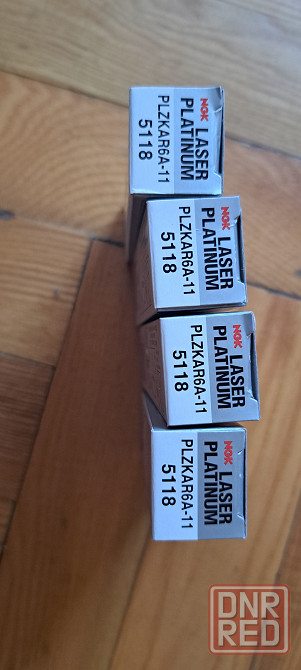 NGK LASER
PLATINUM
PLZKAR6A-11
5118
NGK LASER
PLATINUM
PLZKAR6A-11
5118
NGK LASER
PLATINUM
PLZKAR6A-11
5118
NGK LASER
PLATINUM
PLZKAR6A-11
5118
DNR
RED